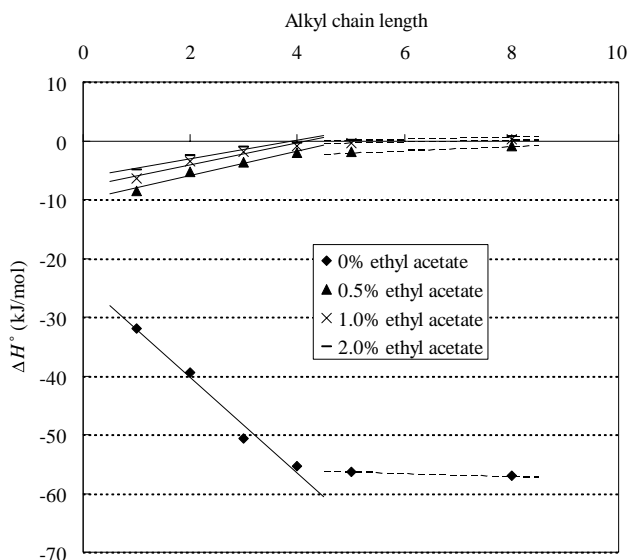 Alkyl chain length
0 2 4 6 8 10
10
0
-10
-20
-30
-40
-50
-60
-70
ΔH° (kJ/mol)
0% ethyl acetate
0.5% ethyl acetate
1.0% ethyl acetate
2.0% ethyl acetate